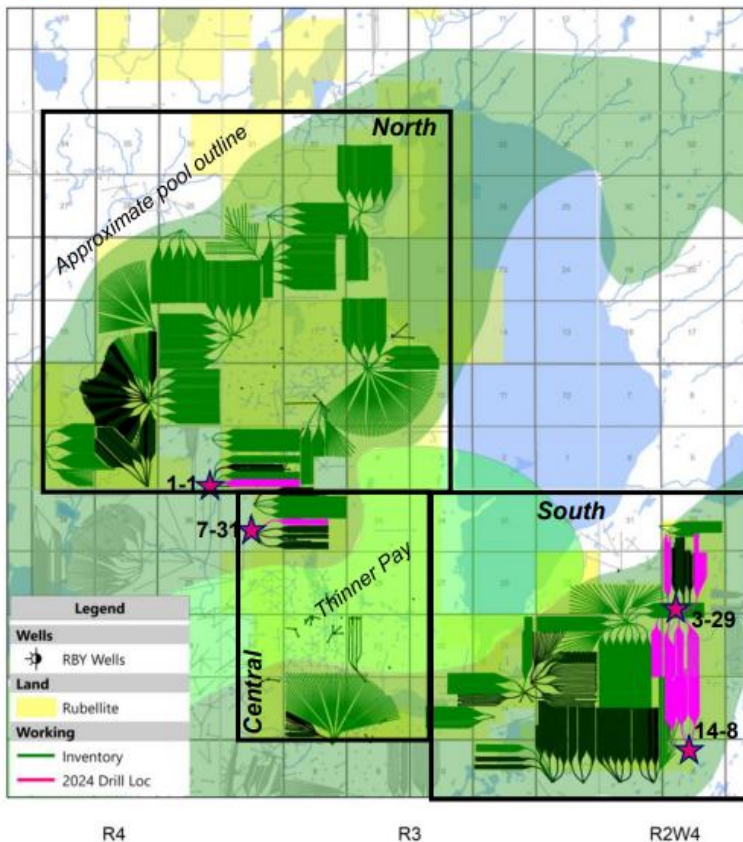 North
Approximate pool outline
1-1
7-31
South
Thinner Pay
Central
3-29
14-8
Legend
Wells
RBY Wells
Land
Rubellite
Working
Inventory
2024 Drill Loc
R4 R3 R2W4